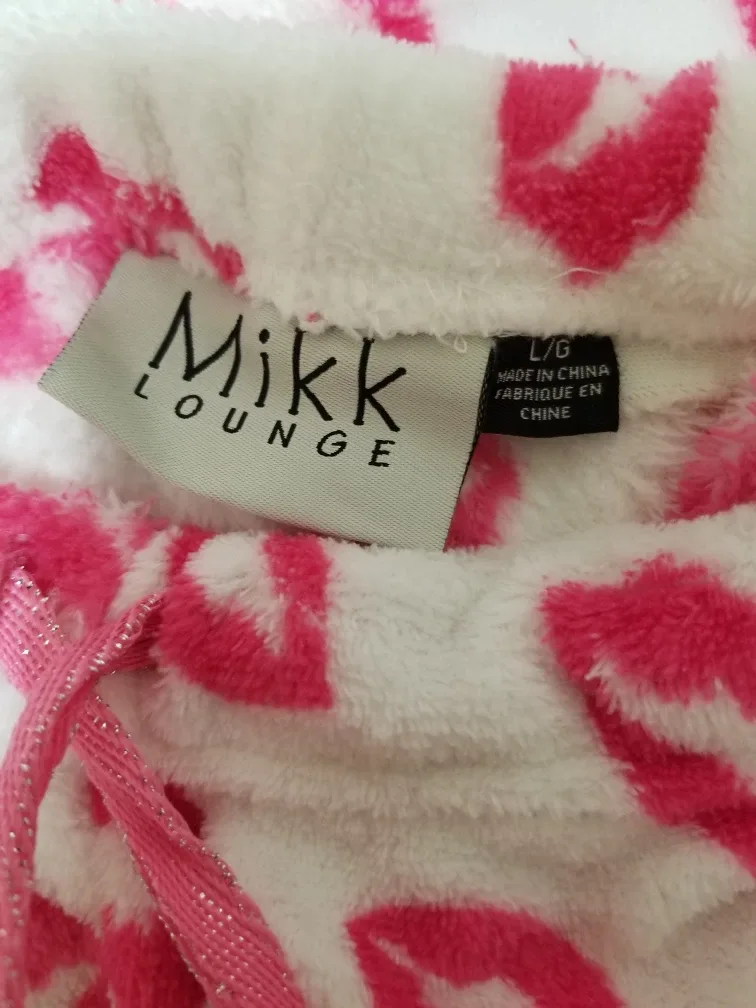 Mikk
LOUNGE
L/G
MADE IN CHINA
FABRIQUE EN
CHINE